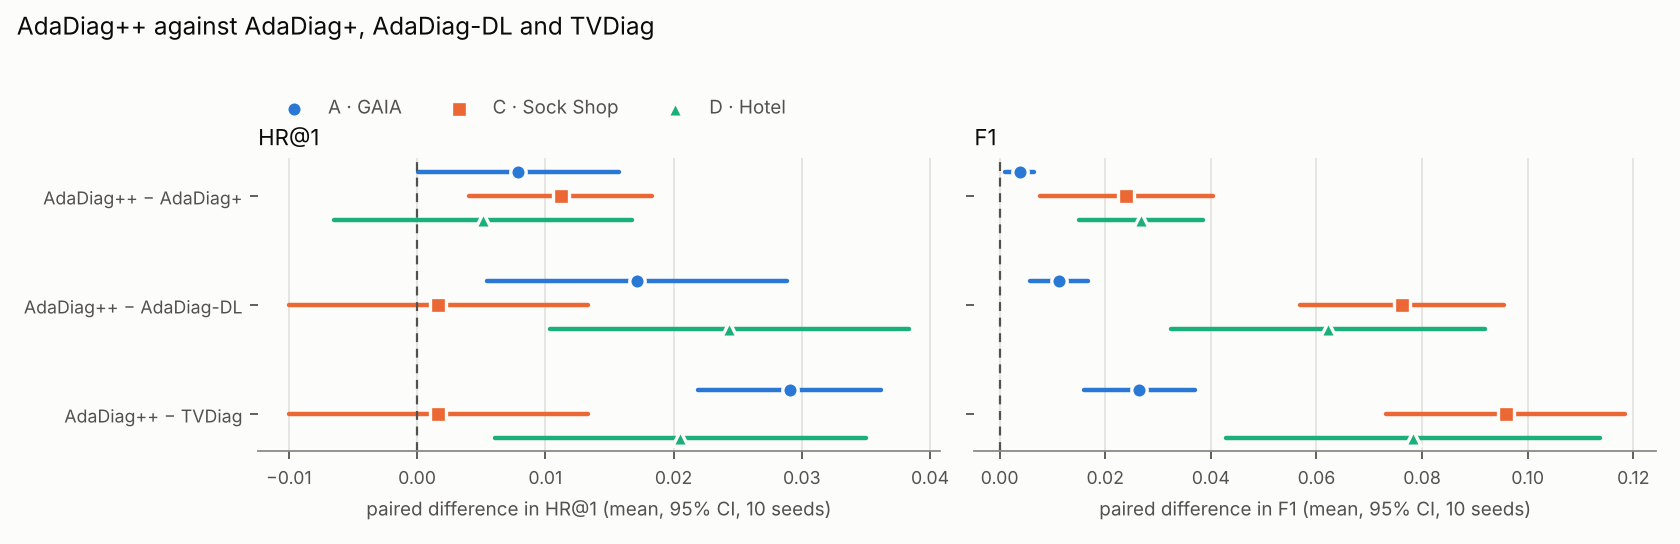 AdaDiag++ against AdaDiag+, AdaDiag-DL and TVDiag
A · GAIA
C · Sock Shop
D · Hotel
HR@1
F1
AdaDiag++ − AdaDiag+
AdaDiag++ − AdaDiag-DL
AdaDiag++ − TVDiag
−0.01 0.00 0.01 0.02 0.03 0.04
0.00 0.02 0.04 0.06 0.08 0.10 0.12
paired difference in HR@1 (mean, 95% CI, 10 seeds)
paired difference in F1 (mean, 95% CI, 10 seeds)